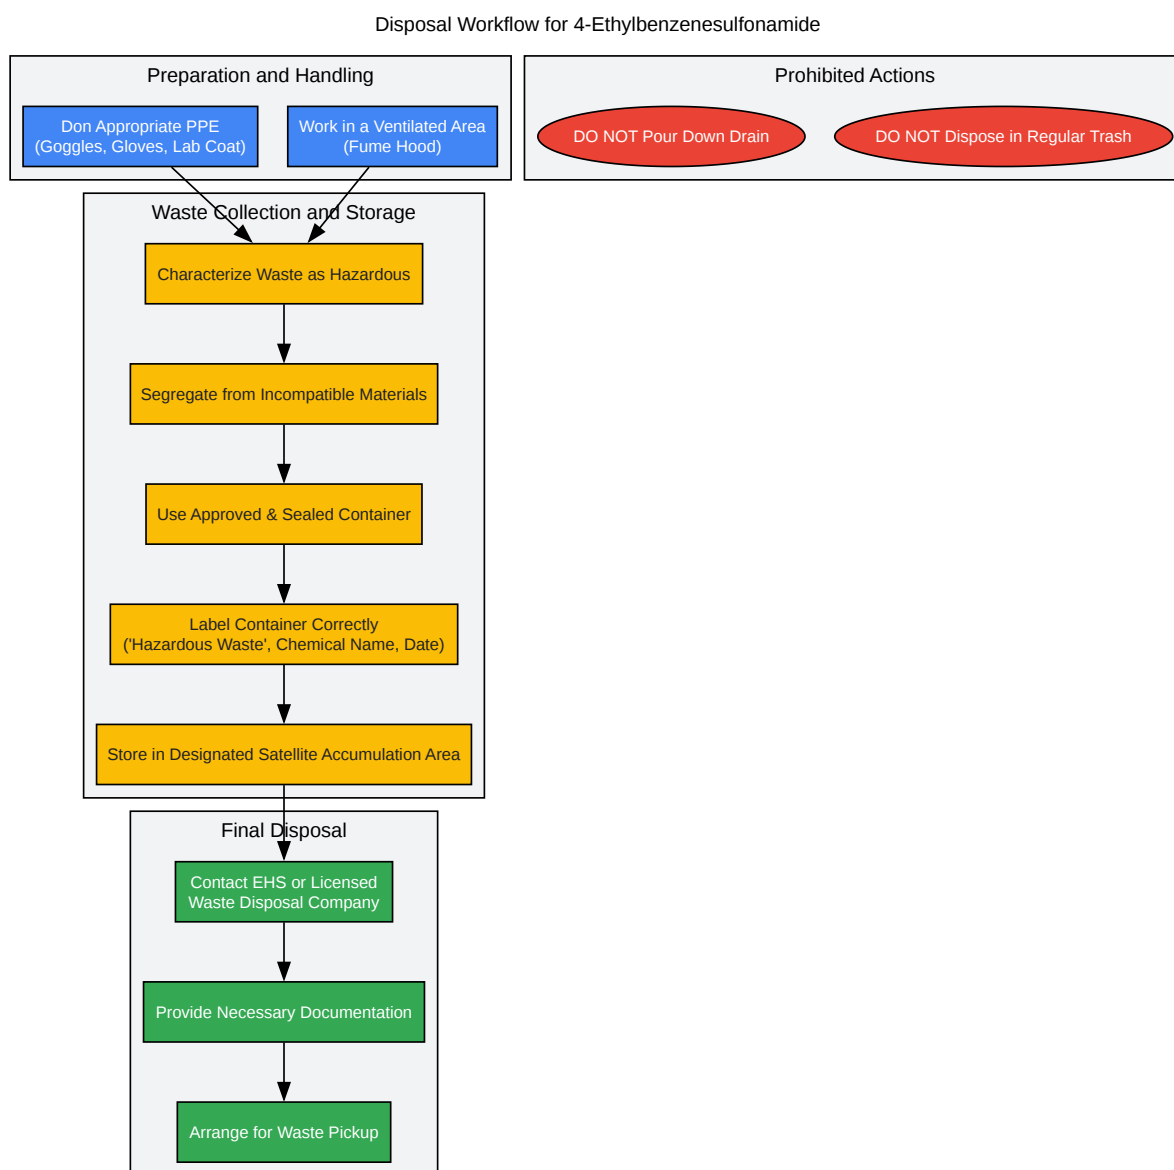 Disposal Workflow for 4-Ethylbenzenesulfonamide
Preparation and Handling
Don Appropriate PPE
(Goggles, Gloves, Lab Coat)
Work in a Ventilated Area
(Fume Hood)
Prohibited Actions
DO NOT Pour Down Drain
DO NOT Dispose in Regular Trash
Waste Collection and Storage
Characterize Waste as Hazardous
Segregate from Incompatible Materials
Use Approved & Sealed Container
Label Container Correctly
('Hazardous Waste', Chemical Name, Date)
Store in Designated Satellite Accumulation Area
Final Disposal
Contact EHS or Licensed
Waste Disposal Company
Provide Necessary Documentation
Arrange for Waste Pickup